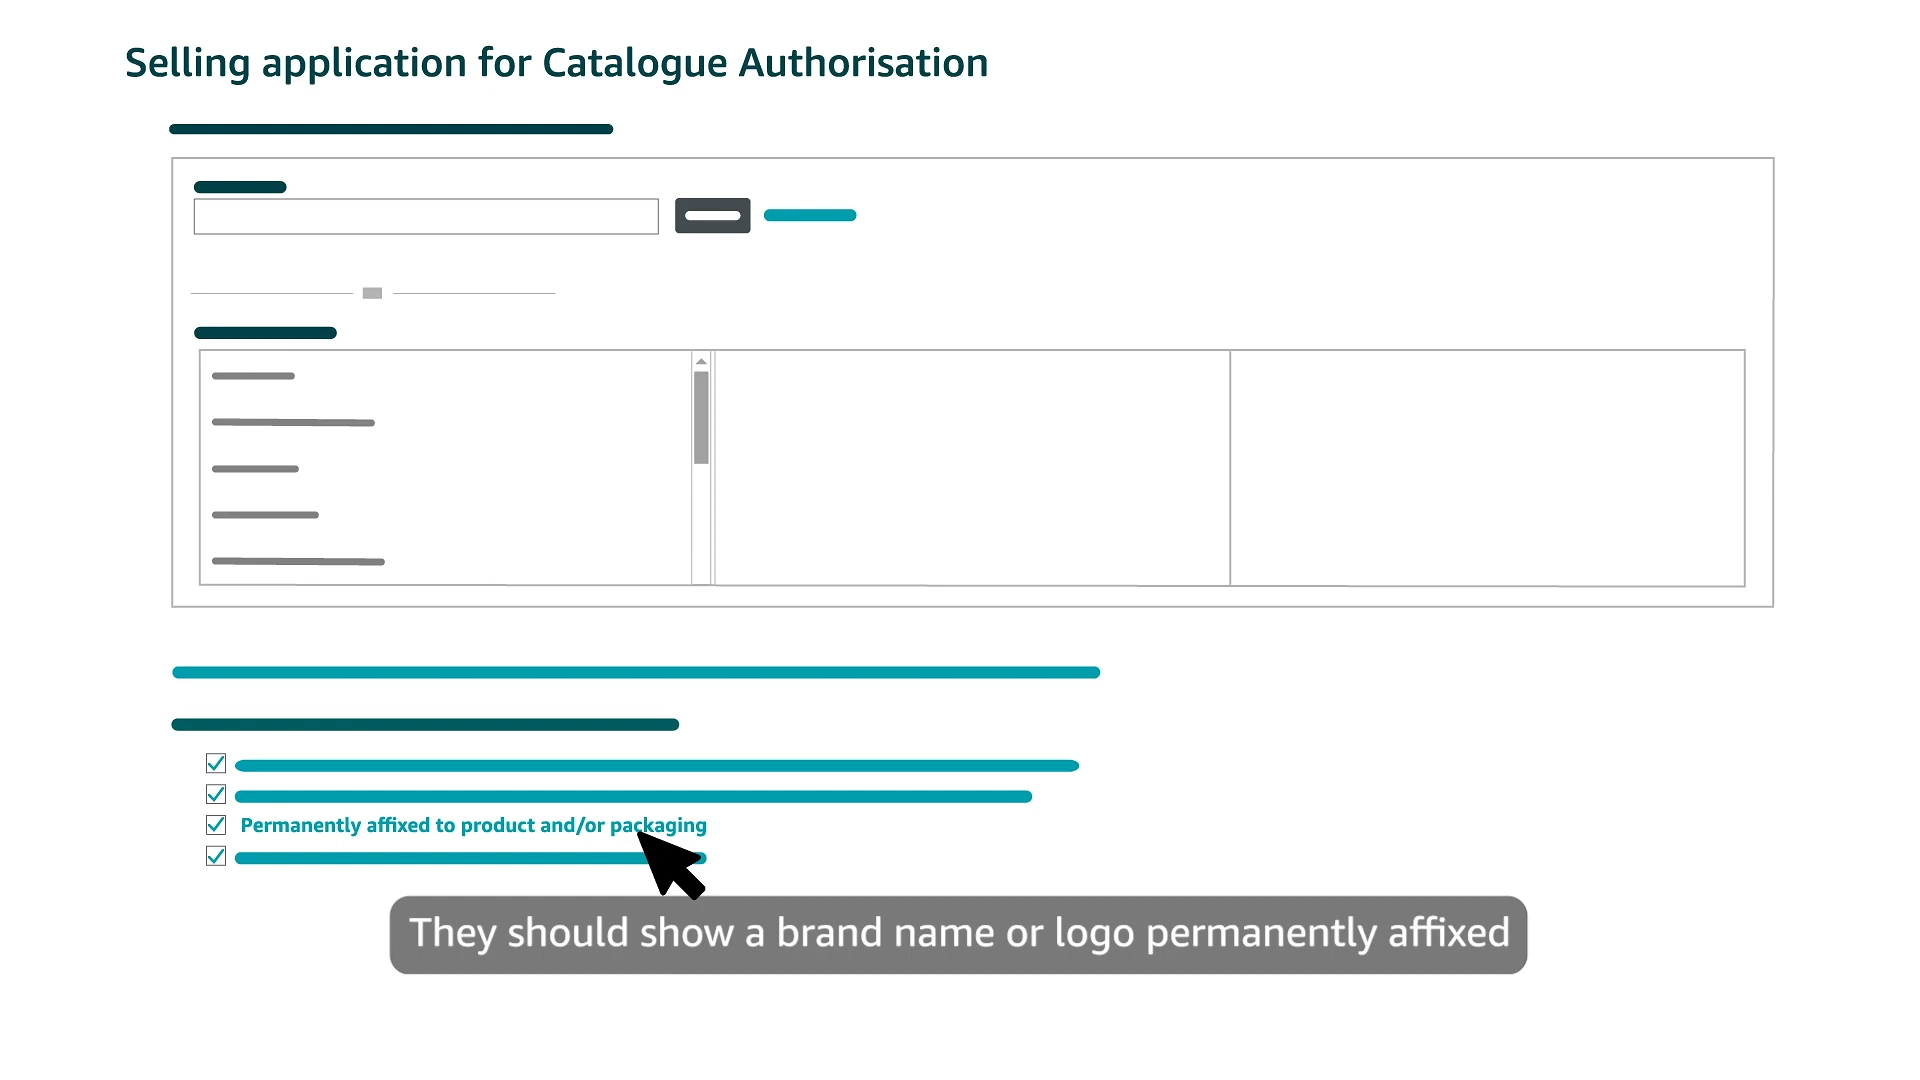 Selling application for Catalogue Authorisation
Permanently affixed to product and/or packaging
They should show a brand name or logo permanently affixed